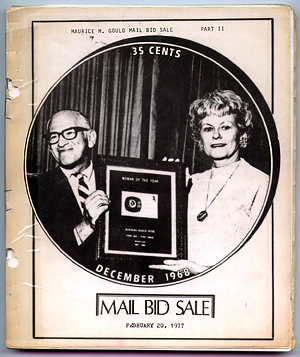 MAURICE M. GOULD MAIL BID SALE PART II
35 CENTS
WOMAN OF THE YEAR
DECEMBER 1968
MAIL BID SALE
FEBRUARY 20, 1977